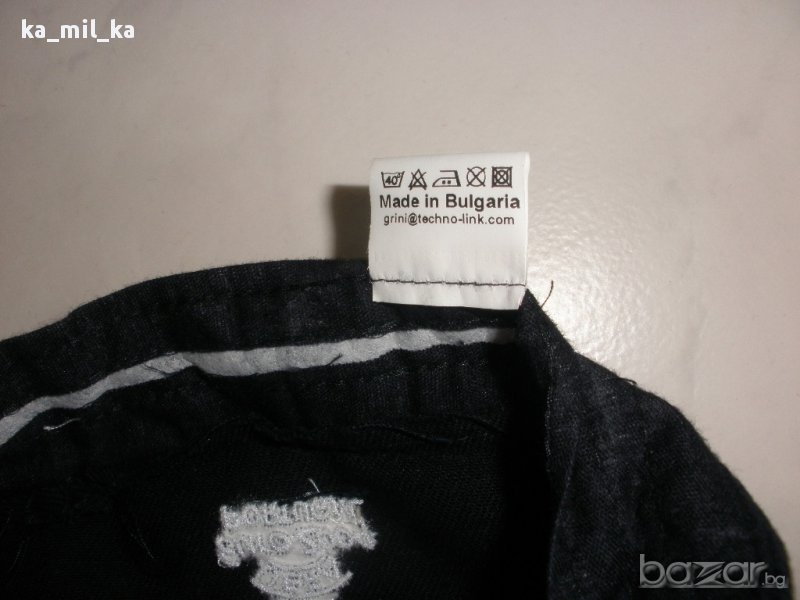 ka_mil_ka
40°
Made in Bulgaria
grini@techno-link.com
bazar.bg